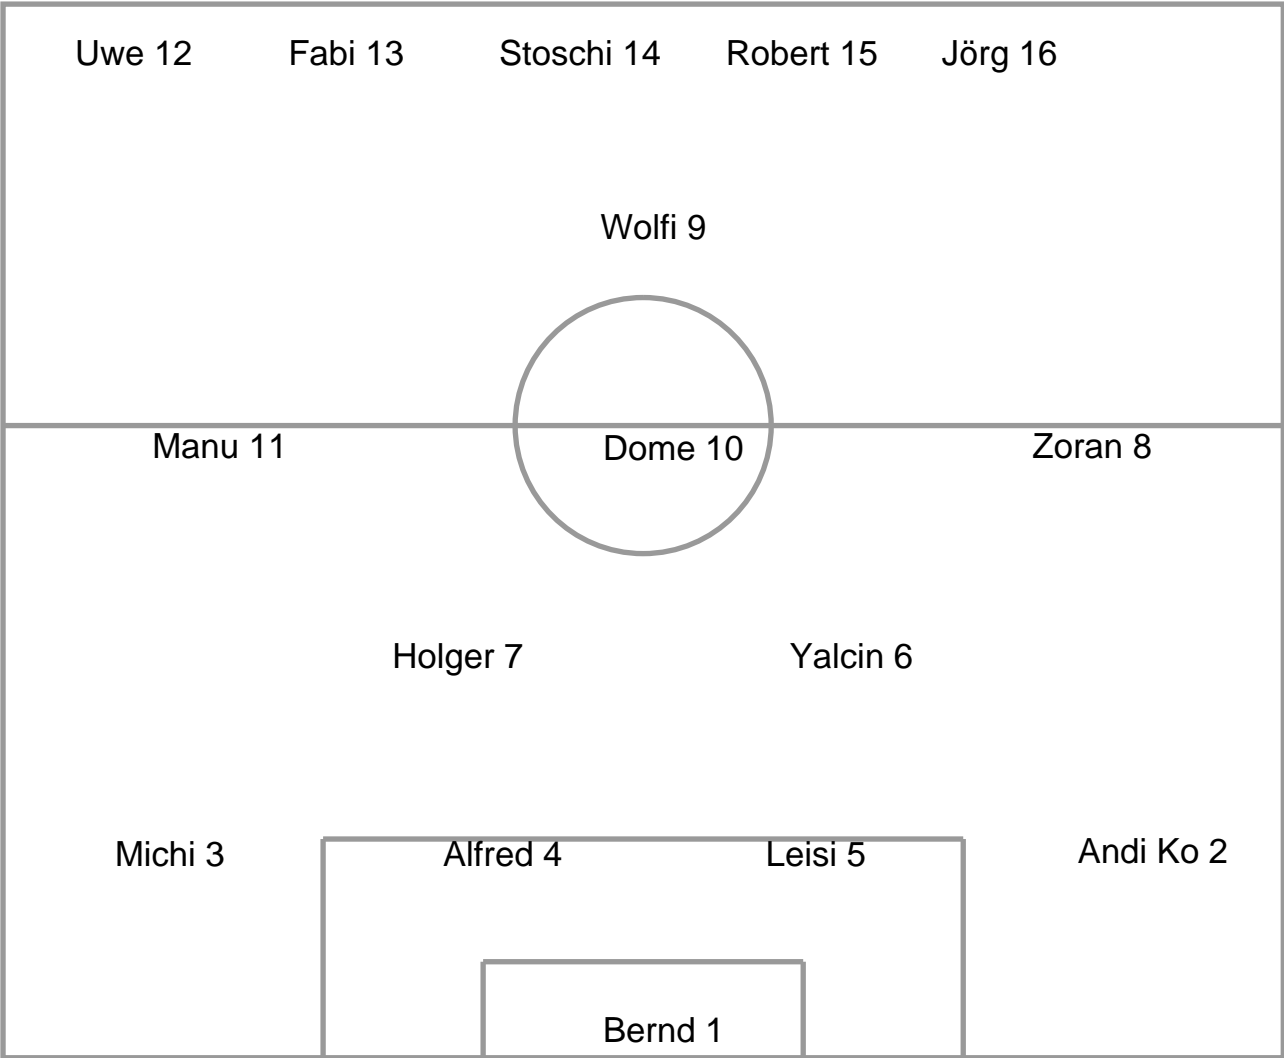 Uwe 12 Fabi 13 Stoschi 14 Robert 15 Jörg 16
Wolfi 9
Manu 11 Dome 10 Zoran 8
Holger 7 Yalcin 6
Michi 3 Alfred 4 Leisi 5 Andi Ko 2
Bernd 1